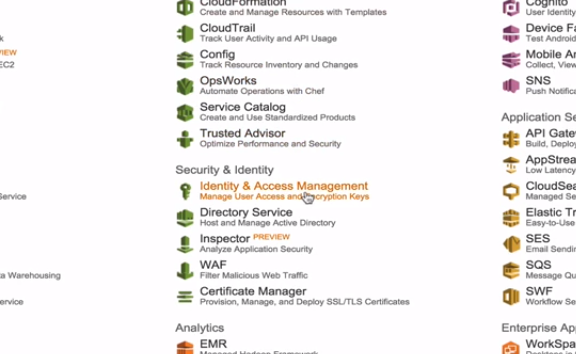 k
VIEW
EC2
Service
ta Warehousing
ervice
CloudFormation
Create and Manage Resources with Templates
CloudTrail
Track User Activity and API Usage
Config
Track Resource Inventory and Changes
OpsWorks
Automate Operations with Chef
Service Catalog
Create and Use Standardized Products
Trusted Advisor
Optimize Performance and Security
Security & Identity
Identity & Access Management
Manage User Access and Encryption Keys
Directory Service
Host and Manage Active Directory
Inspector PREVIEW
Analyze Application Security
WAF
Filter Malicious Web Traffic
Certificate Manager
Provision, Manage, and Deploy SSL/TLS Certificates
Analytics
EMR
Managed Hadoop Framework
Cognito
User Identity
Device Fa
Test Android
Mobile An
Collect, View
SNS
Push Notifica
Application Se
API Gatew
Build, Deploy
AppStream
Low Latency
CloudSea
Managed Se
Elastic Tr
Easy-to-Use
SES
Email Sendin
SQS
Message Qu
SWF
Workflow Se
Enterprise App
WorkSpa